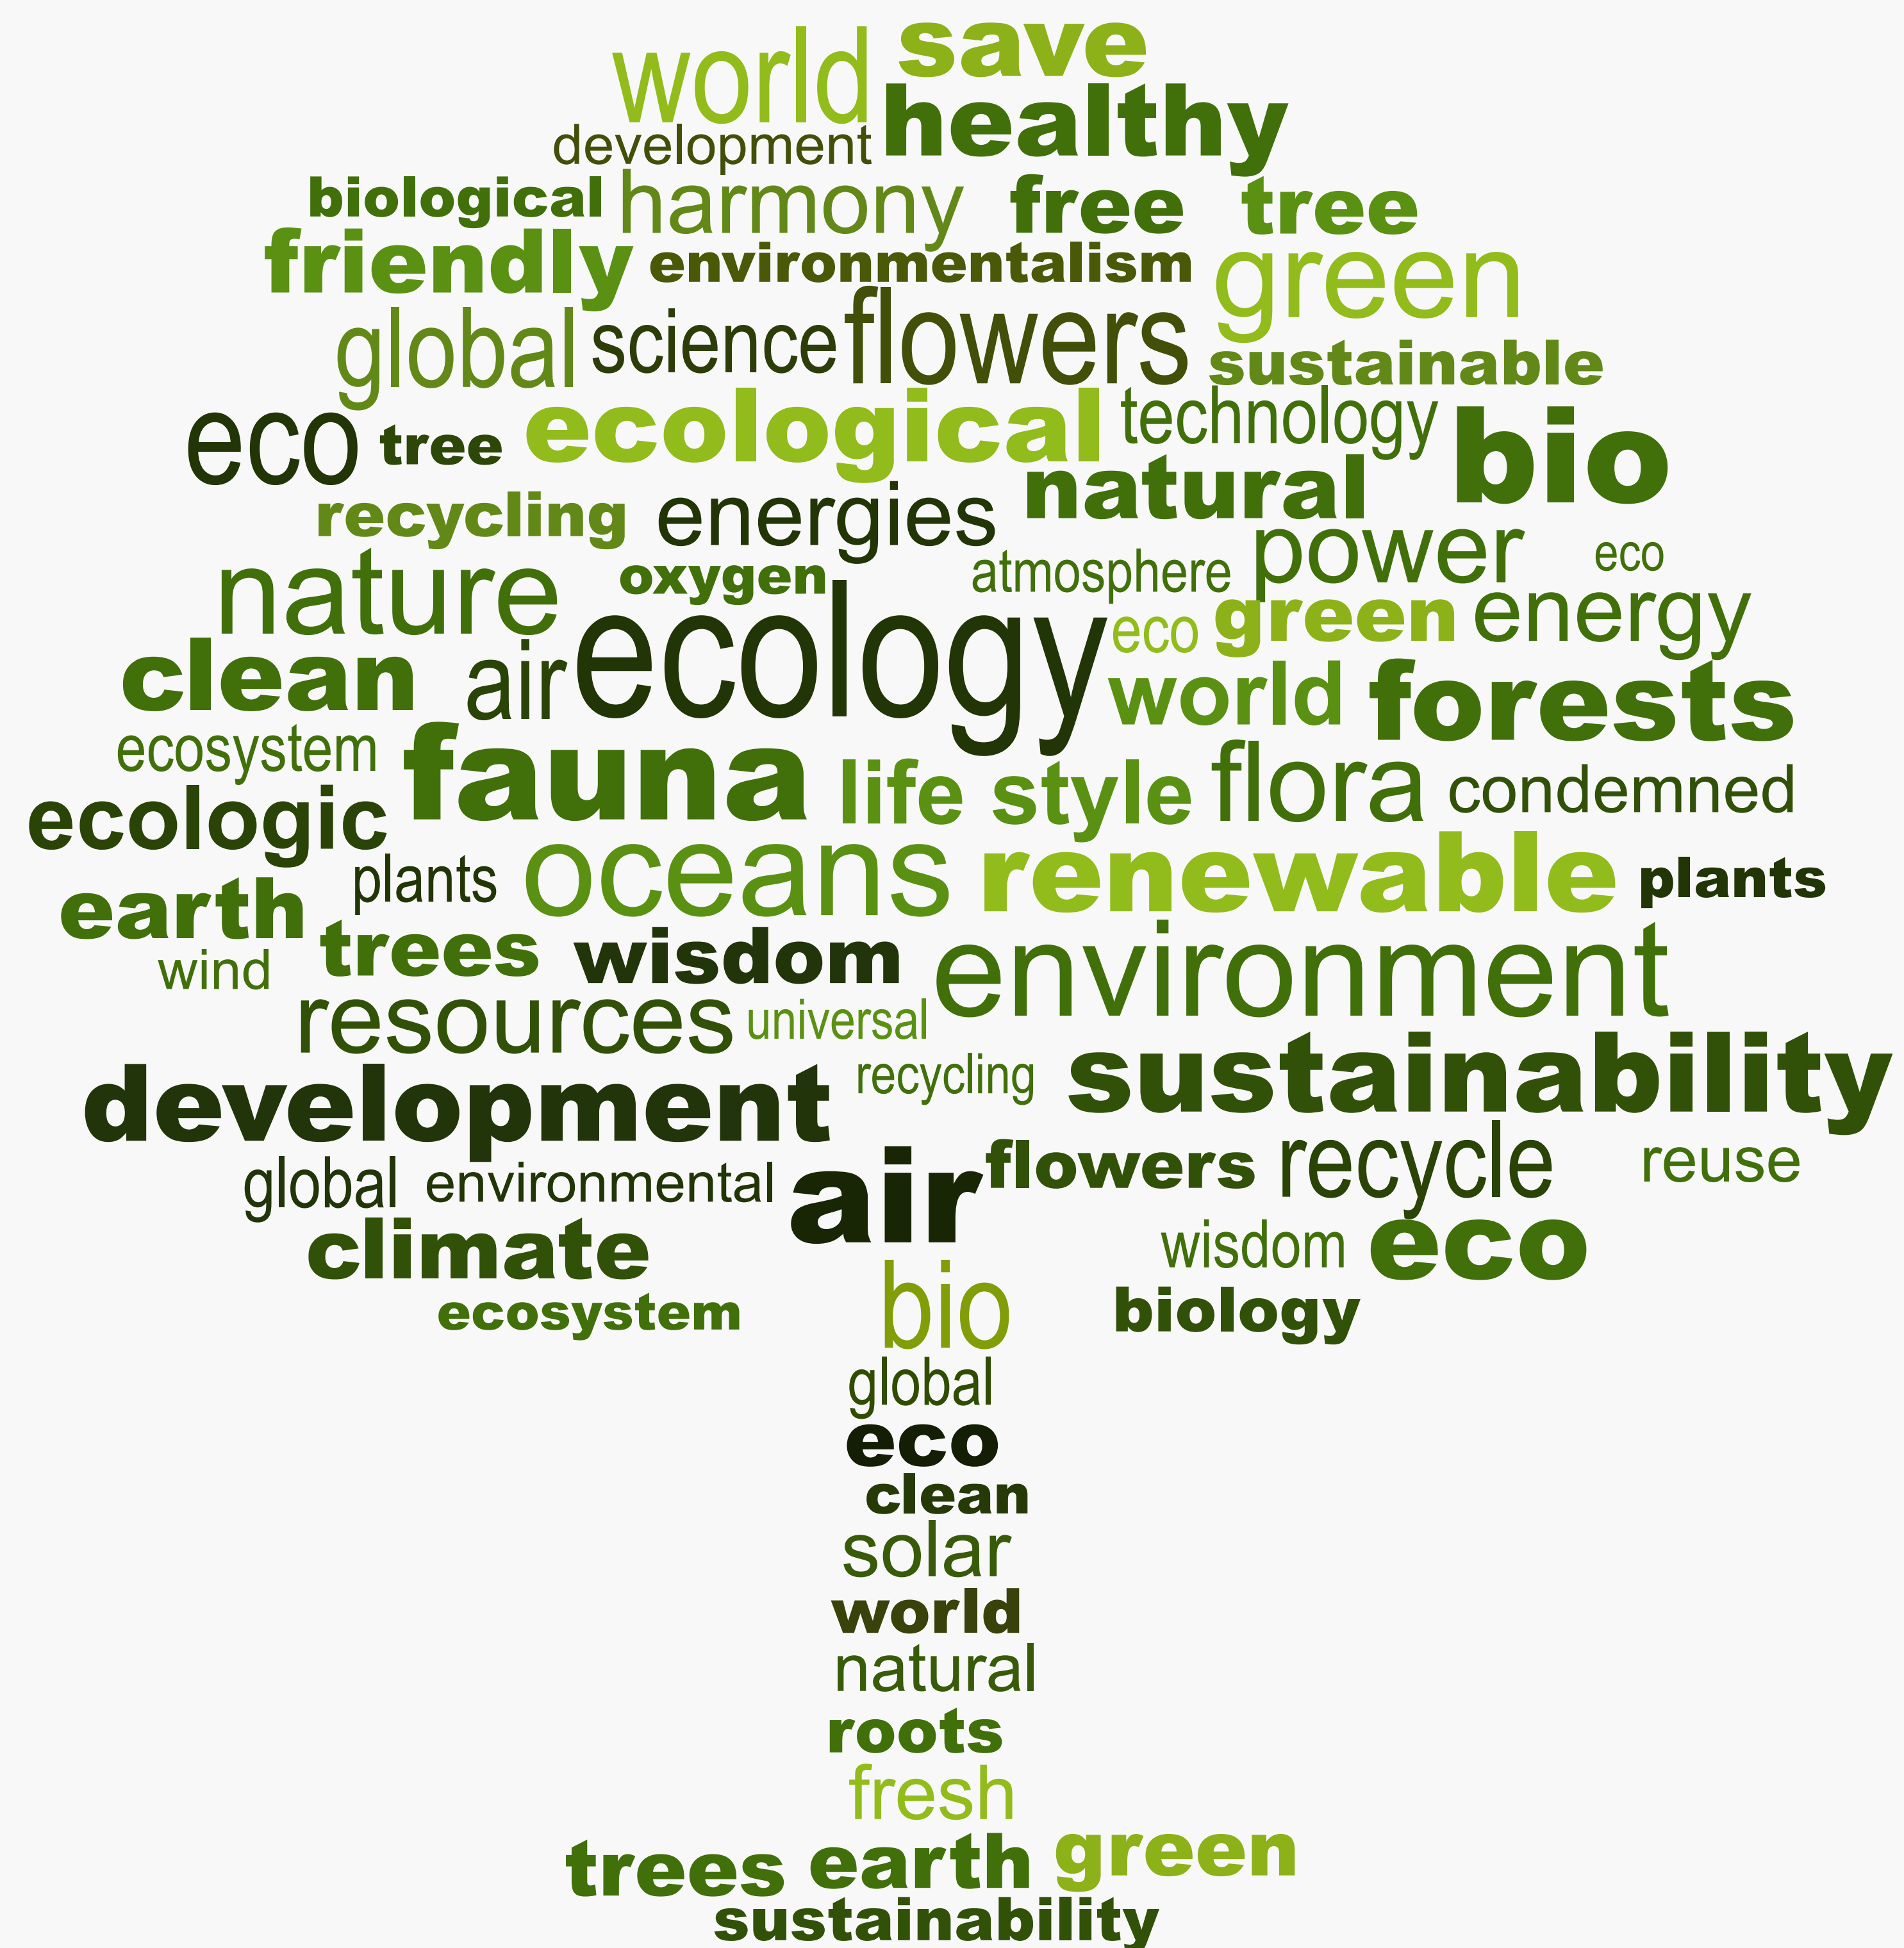 world save
development healthy
biological harmony free tree
friendly environmentalism green
global science flowers sustainable
eco tree ecological technology bio
recycling energies natural
nature oxygen atmosphere power eco
clean air ecology eco green energy
world forests
ecosystem fauna life style flora condemned
ecologic plants oceans renewable plants
earth trees wisdom environment
wind resources universal
development recycling sustainability
global environmental air flowers recycle reuse
climate wisdom eco
ecosystem bio biology
global
eco
clean
solar
world
natural
roots
fresh
trees earth green
sustainability